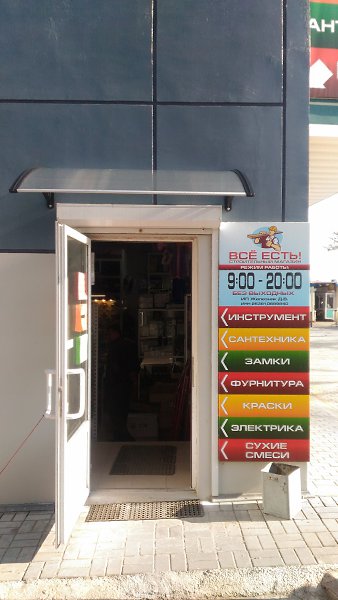 АНТ
ВСЁ ЕСТЬ!
СТРОИТЕЛЬНЫЙ МАГАЗИН
РЕЖИМ РАБОТЫ:
9:00 - 20:00
БЕЗ ВЫХОДНЫХ
ИНСТРУМЕНТ
САНТЕХНИКА
ЗАМКИ
ФУРНИТУРА
КРАСКИ
ЭЛЕКТРИКА
СУХИЕ
СМЕСИ